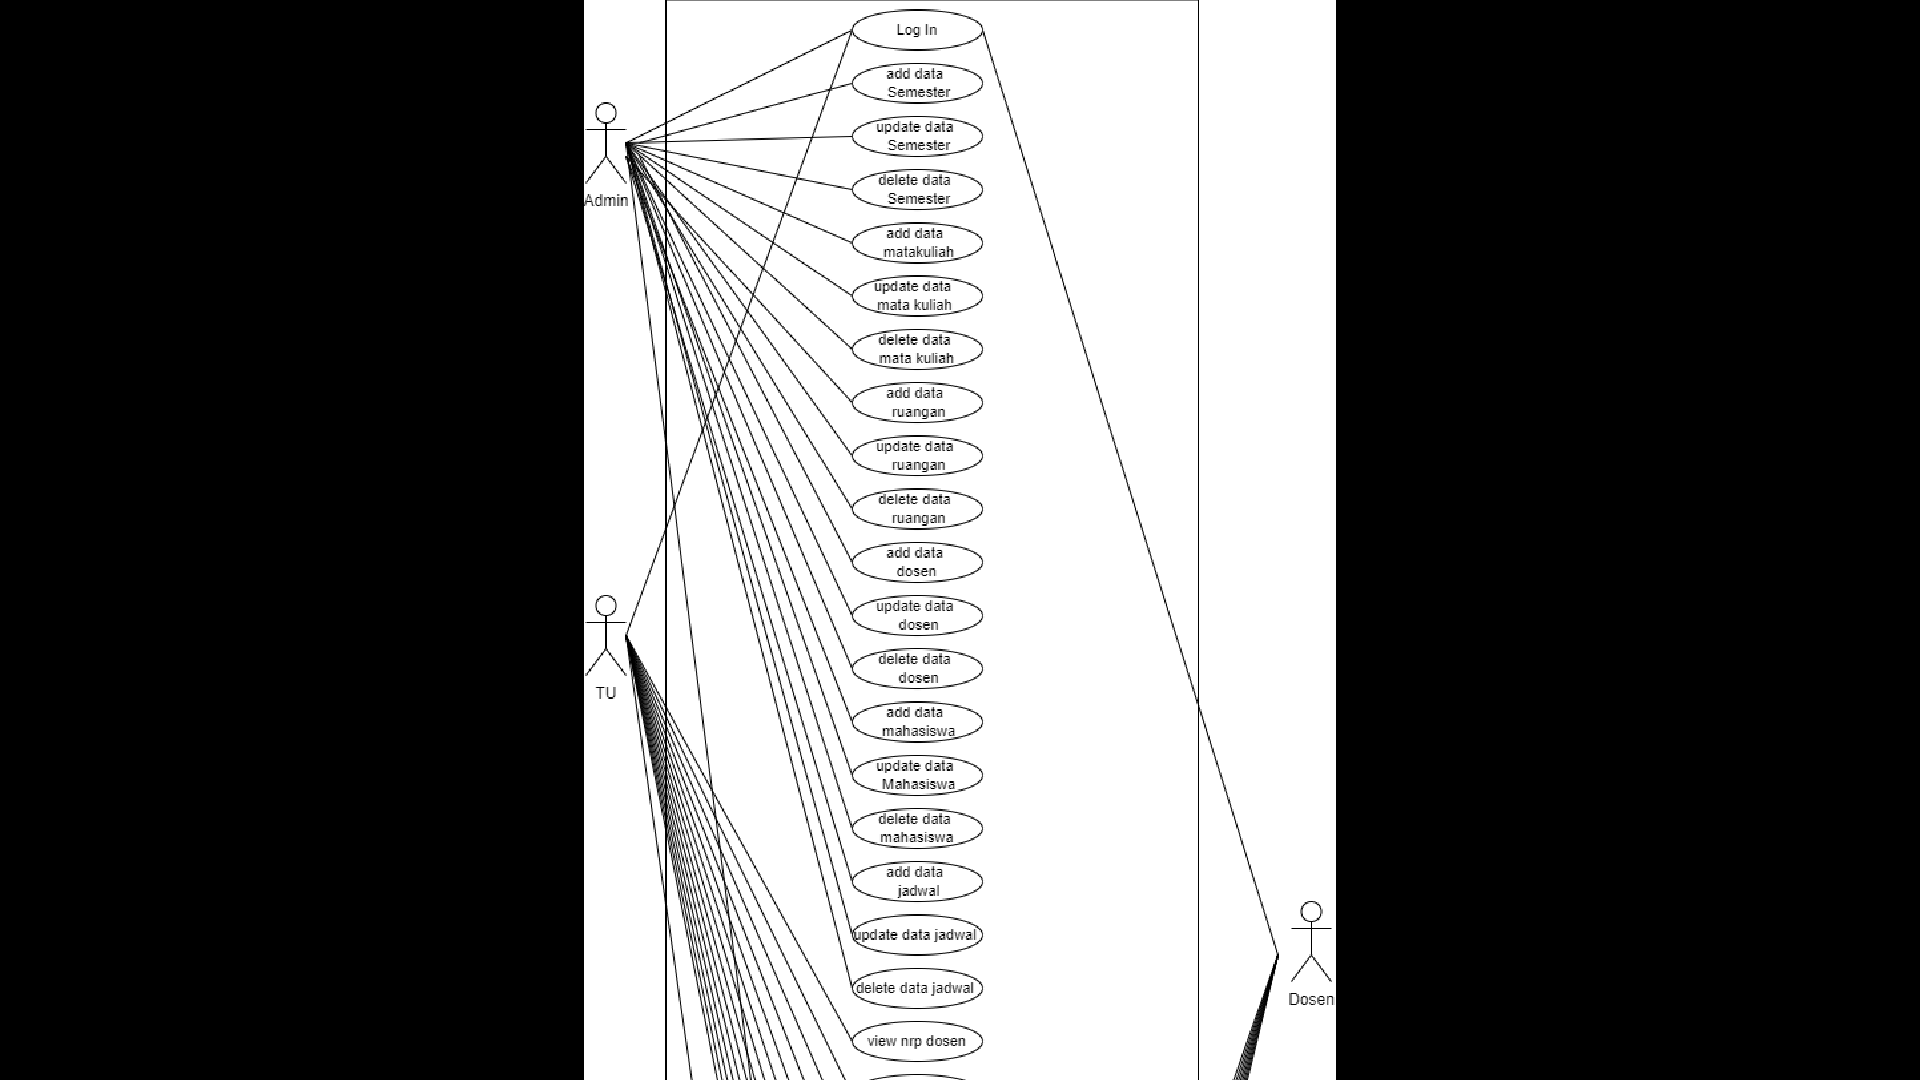 Log In
add data
Semester
update data
Semester
delete data
Semester
Admin
add data
matakuliah
update data
mata kuliah
delete data
mata kuliah
add data
ruangan
update data
ruangan
delete data
ruangan
add data
dosen
update data
dosen
TU
delete data
dosen
add data
mahasiswa
update data
Mahasiswa
delete data
mahasiswa
add data
jadwal
update data jadwal
delete data jadwal
Dosen
view nrp dosen